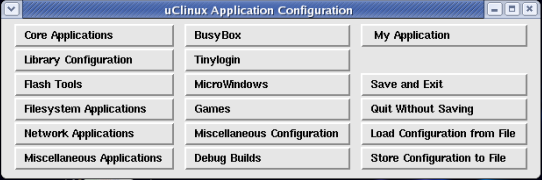 uClinux Application Configuration
Core Applications
BusyBox
My Application
Library Configuration
Tinylogin
Flash Tools
MicroWindows
Save and Exit
Filesystem Applications
Games
Quit Without Saving
Network Applications
Miscellaneous Configuration
Load Configuration from File
Miscellaneous Applications
Debug Builds
Store Configuration to File